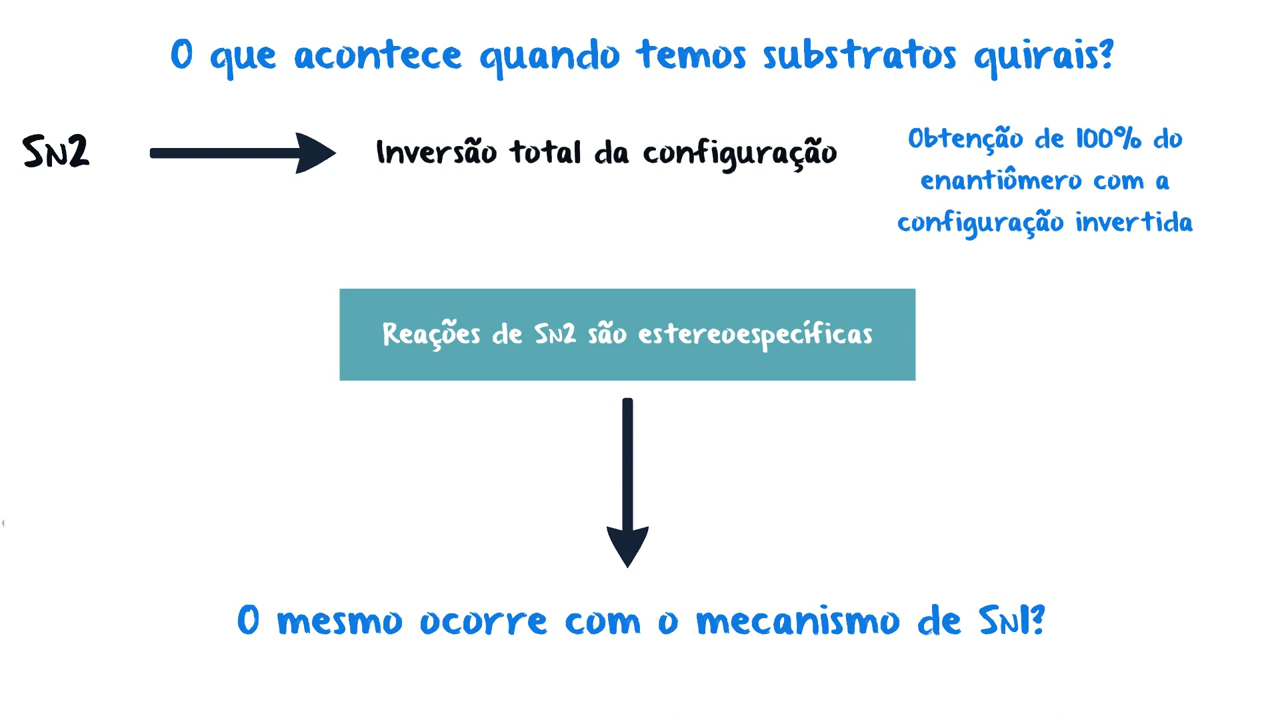 O que acontece quando temos substratos quirais?
SN2
Inversão total da configuração
Obtenção de 100% do
enantiômero com a
configuração invertida
Reações de SN2 são estereoespecíficas
O mesmo ocorre com o mecanismo de SN1?